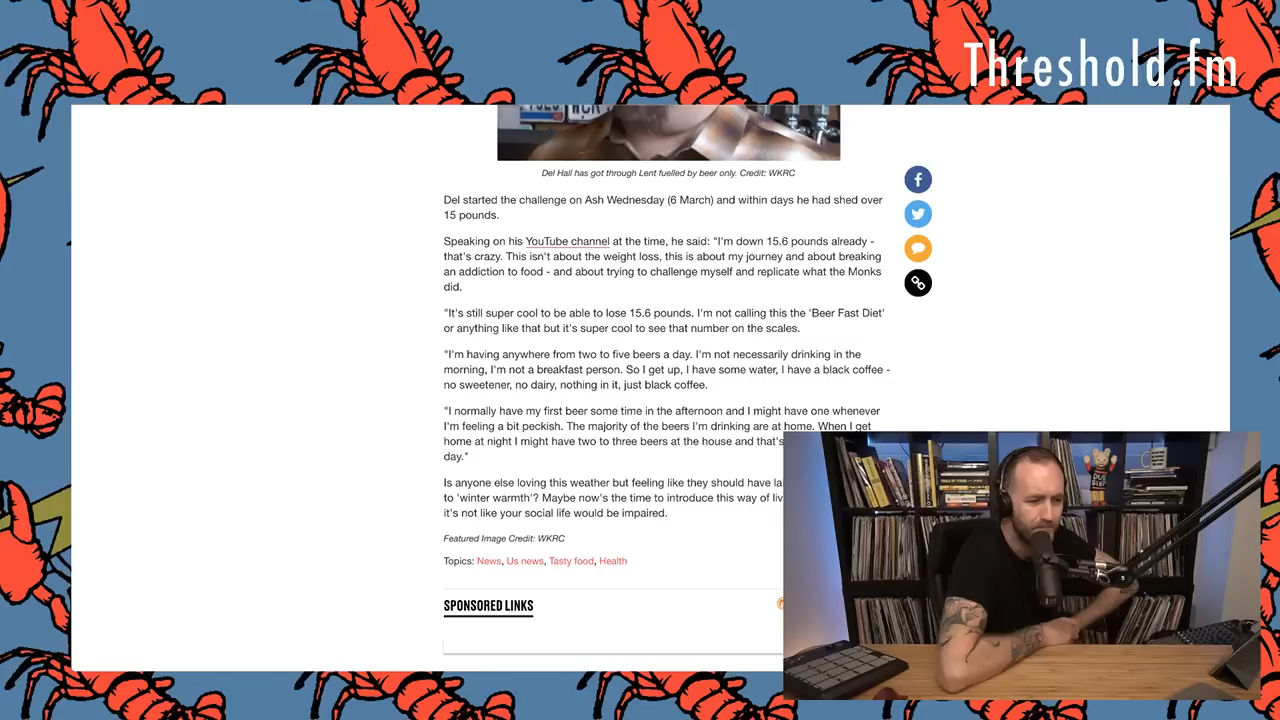 Threshold.fm
Del Hall has got through Lent fuelled by beer only. Credit: WKRC
Del started the challenge on Ash Wednesday (6 March) and within days he had shed over
15 pounds.
Speaking on his YouTube channel at the time, he said: "I'm down 15.6 pounds already -
that's crazy. This isn't about the weight loss, this is about my journey and about breaking
an addiction to food - and about trying to challenge myself and replicate what the Monks
did.
"It's still super cool to be able to lose 15.6 pounds. I'm not calling this the 'Beer Fast Diet'
or anything like that but it's super cool to see that number on the scales.
"I'm having anywhere from two to five beers a day. I'm not necessarily drinking in the
morning, I'm not a breakfast person. So I get up, I have some water, I have a black coffee -
no sweetener, no dairy, nothing in it, just black coffee.
"I normally have my first beer some time in the afternoon and I might have one whenever
I'm feeling a bit peckish. The majority of the beers I'm drinking are at home. When I get
home at night I might have two to three beers at the house and that's
day."
Is anyone else loving this weather but feeling like they should have la
to 'winter warmth'? Maybe now's the time to introduce this way of liv
it's not like your social life would be impaired.
Featured Image Credit: WKRC
Topics: News, Us news, Tasty food, Health
SPONSORED LINKS